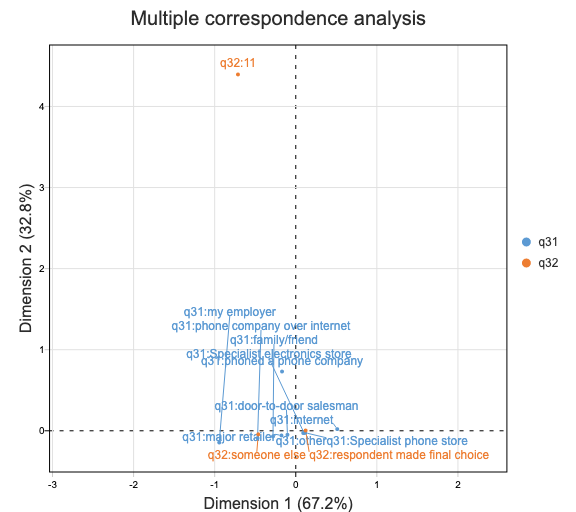 Multiple correspondence analysis
q32:11
4
3
2
1
0
Dimension 2 (32.8%)
q31:my employer
q31:phone company over internet
q31:family/friend
q31:Specialist electronics store
q31:phoned a phone company
q31:door-to-door salesman
q31:internet
q31:major retailer
q31:other
q31:Specialist phone store
q32:someone else
q32:respondent made final choice
-3
-2
-1
0
1
2
Dimension 1 (67.2%)
q31
q32